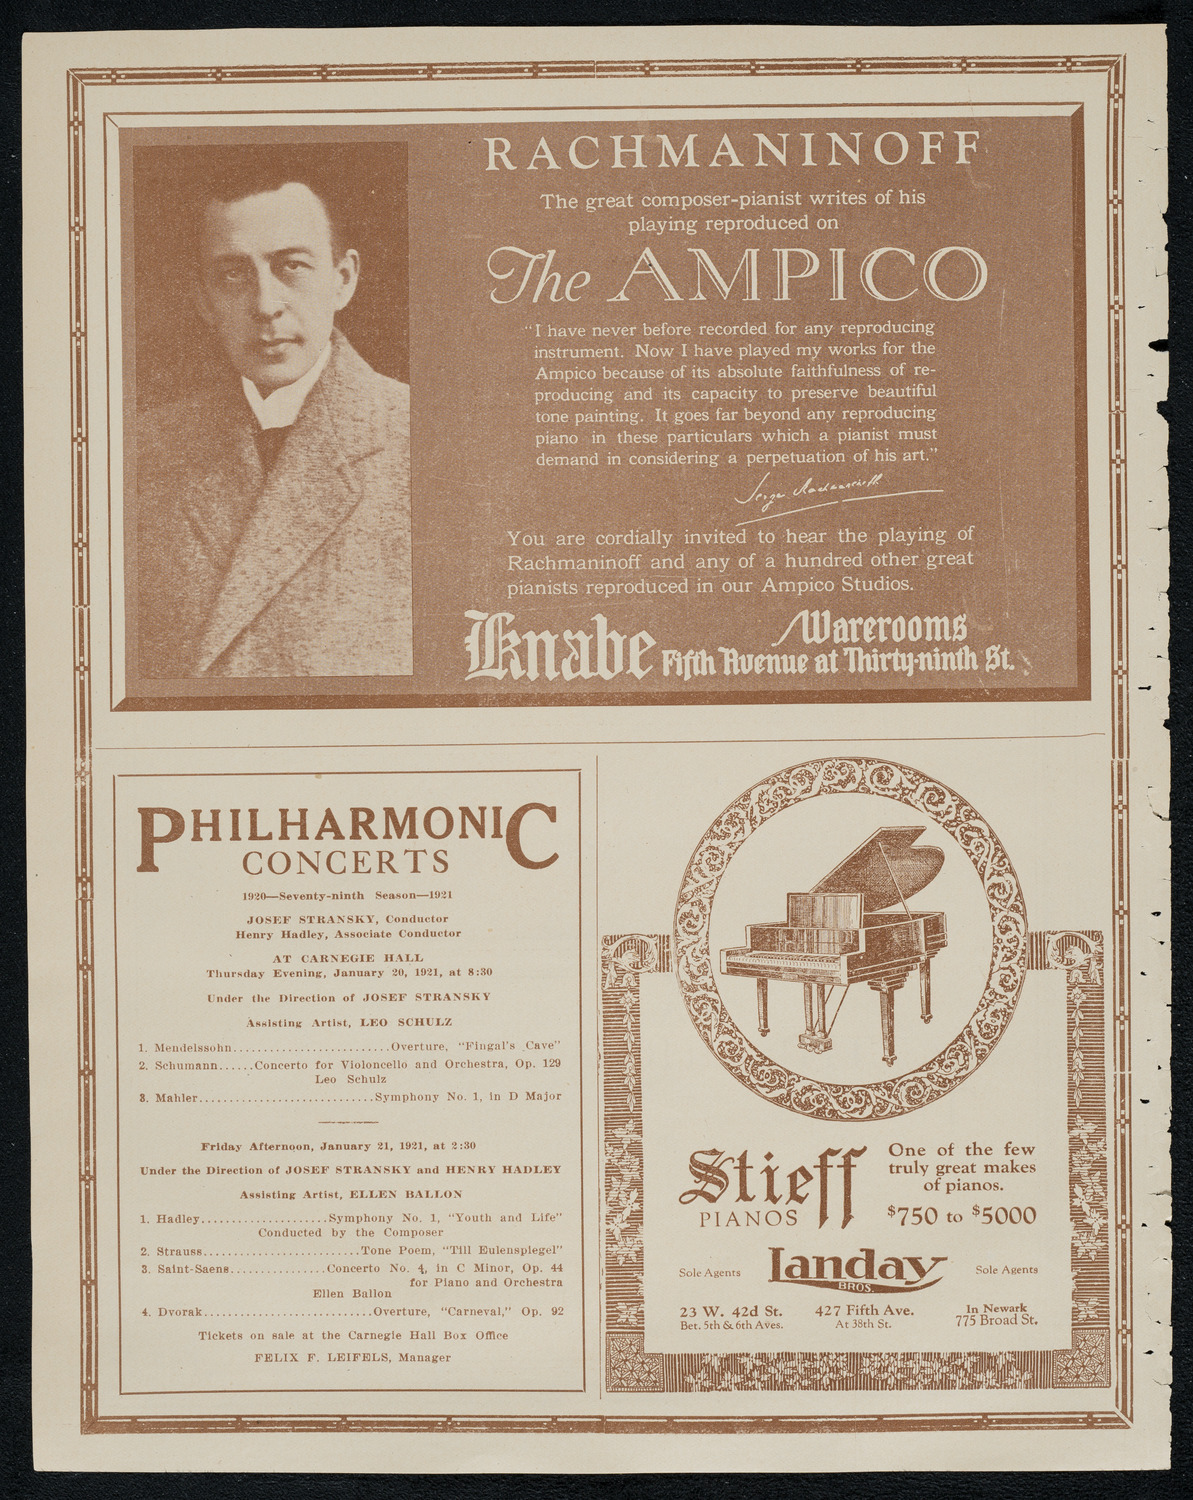 RACHMANINOFF
The great composer-pianist writes of his
playing reproduced on
The AMPICO
"I have never before recorded for any reproducing
instrument. Now I have played my works for the
Ampico because of its absolute faithfulness of re-
producing and its capacity to preserve beautiful
tone painting. It goes far beyond any reproducing
piano in these particulars which a pianist must
demand in considering a perpetuation of his art."
Serge Rachmaninoff
You are cordially invited to hear the playing of
Rachmaninoff and any of a hundred other great
pianists reproduced in our Ampico Studios.
Knabe Warerooms
Fifth Avenue at Thirty-ninth St.
PHILHARMONIC
CONCERTS
1920—Seventy-ninth Season—1921
JOSEF STRANSKY, Conductor
Henry Hadley, Associate Conductor
AT CARNEGIE HALL
Thursday Evening, January 20, 1921, at 8:30
Under the Direction of JOSEF STRANSKY
Assisting Artist, LEO SCHULZ
1. Mendelssohn.........................Overture, "Fingal's Cave"
2. Schumann......Concerto for Violoncello and Orchestra, Op. 129
Leo Schulz
3. Mahler............................Symphony No. 1, in D Major
Friday Afternoon, January 21, 1921, at 2:30
Under the Direction of JOSEF STRANSKY and HENRY HADLEY
Assisting Artist, ELLEN BALLON
1. Hadley....................Symphony No. 1, "Youth and Life"
Conducted by the Composer
2. Strauss.........................Tone Poem, "Till Eulenspiegel"
3. Saint-Saens...............Concerto No. 4, in C Minor, Op. 44
for Piano and Orchestra
Ellen Ballon
4. Dvorak...........................Overture, "Carneval," Op. 92
Tickets on sale at the Carnegie Hall Box Office
FELIX F. LEIFELS, Manager
Stieff
PIANOS
One of the few
truly great makes
of pianos.
$750 to $5000
Sole Agents
Landay
BROS.
Sole Agents
23 W. 42d St.
Bet. 5th & 6th Aves.
427 Fifth Ave.
At 38th St.
In Newark
775 Broad St.